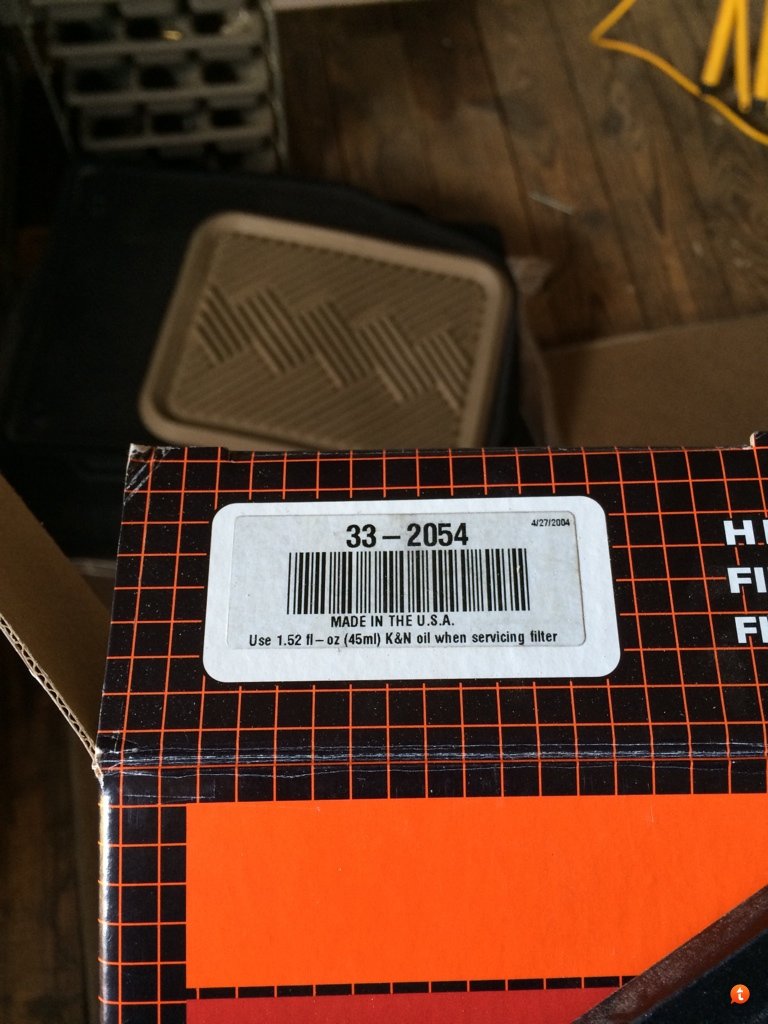 33-2054
4/27/2004
MADE IN THE U.S.A.
Use 1.52 fl-oz (45ml) K&N oil when servicing filter
t